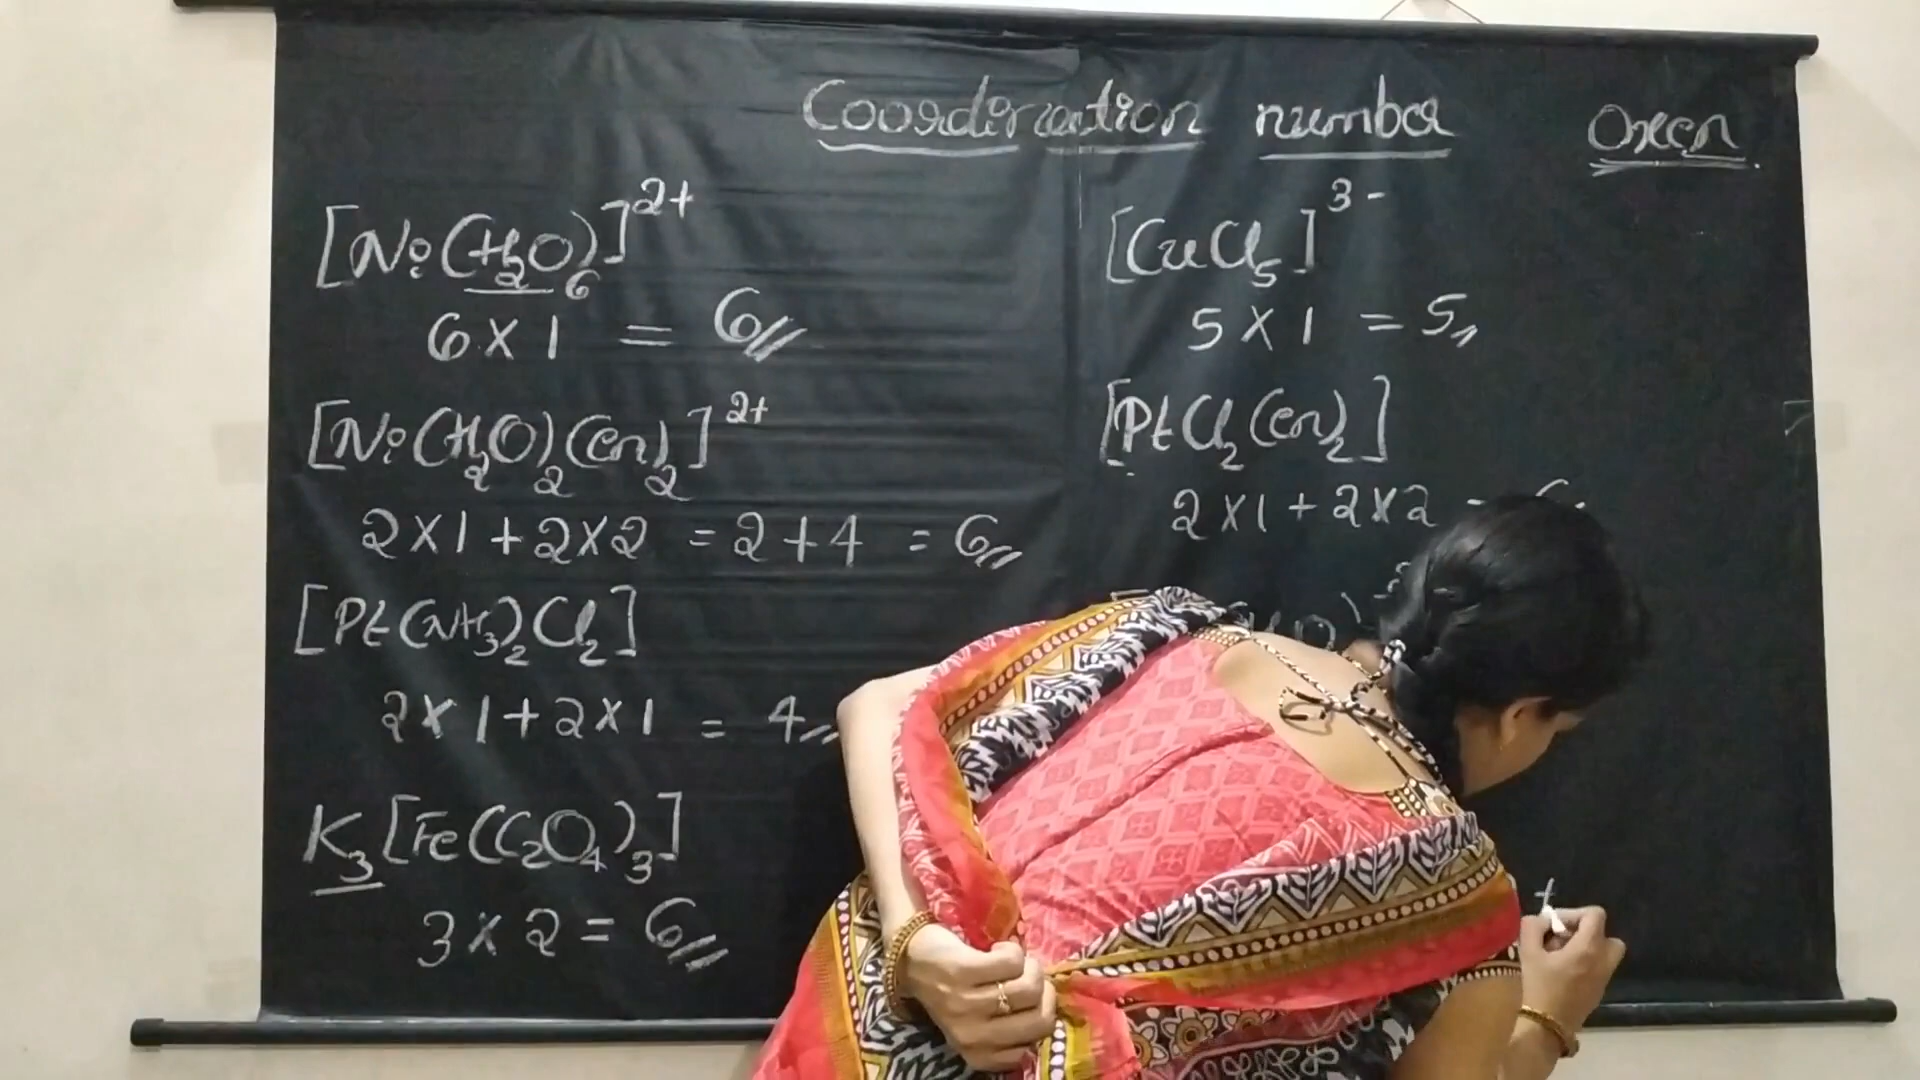 Coordination number
Oxcen
[Ni(H₂O)₆]²⁺
6 × 1 = 6
[Ni(H₂O)₂(en)₂]²⁺
2×1 + 2×2 = 2+4 = 6
[Pt(NH₃)₂Cl₂]
2×1 + 2×1 = 4
K₃[Fe(C₂O₄)₃]
3 × 2 = 6
[CuCl₅]³⁻
5 × 1 = 5
[PtCl₂(en)₂]
2×1 + 2×2 =